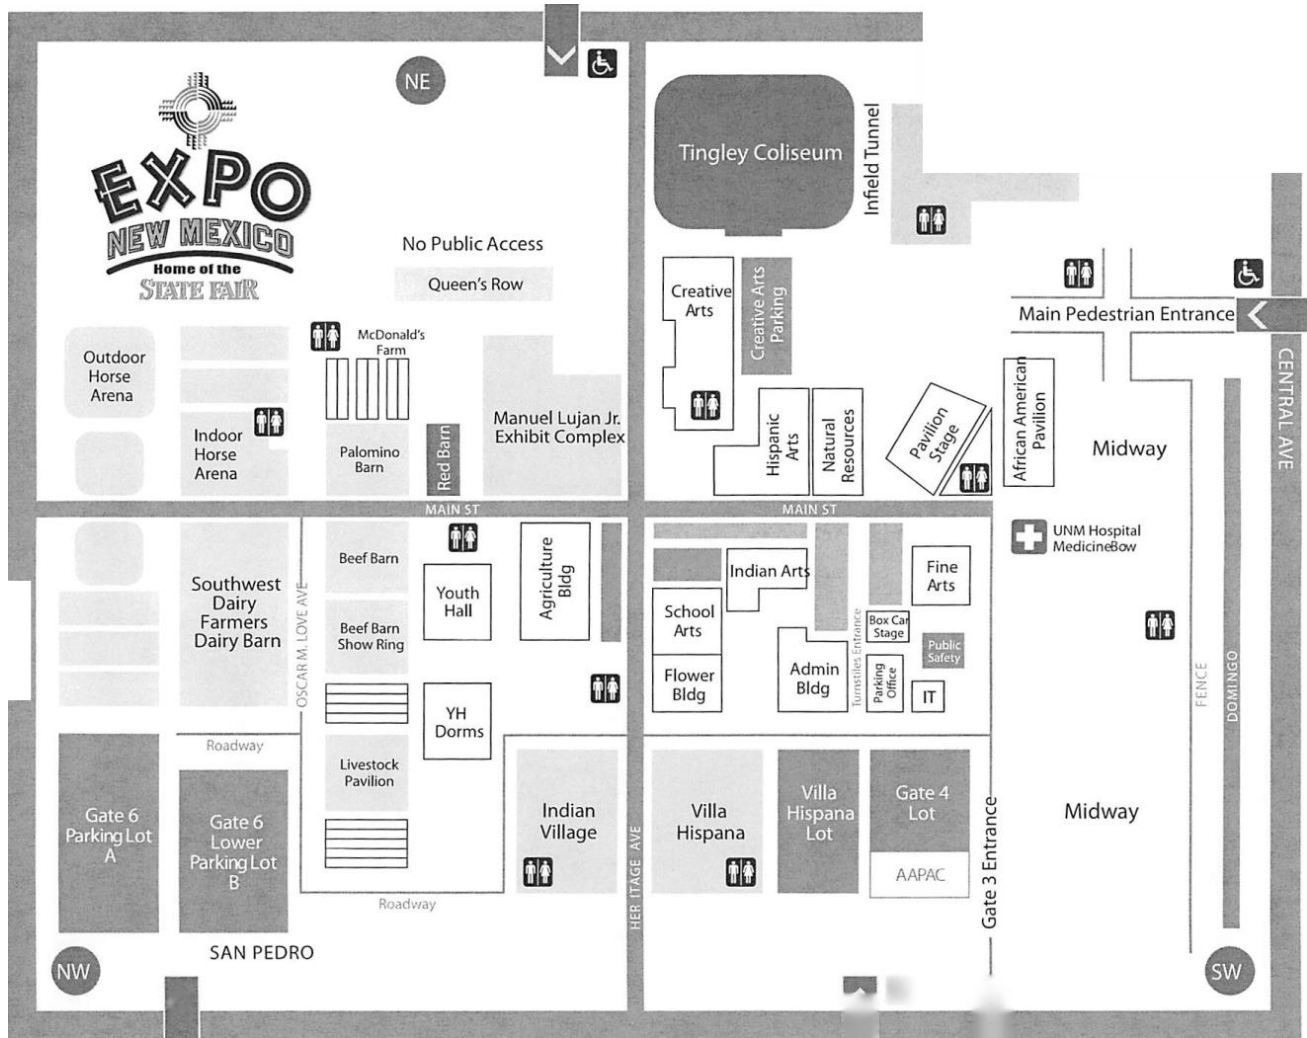 NE
EXPO
NEW MEXICO
Home of the
STATE FAIR
No Public Access
Queen's Row
Tingley Coliseum
Infield Tunnel
Creative
Arts
Creative Arts
Parking
Main Pedestrian Entrance
CENTRAL AVE
Outdoor
Horse
Arena
Indoor
Horse
Arena
McDonald's
Farm
Palomino
Barn
Red Barn
Manuel Lujan Jr.
Exhibit Complex
Hispanic
Arts
Natural
Resources
Pavilion
Stage
African American
Pavilion
Midway
MAIN ST
MAIN ST
UNM Hospital
MedicineBow
Southwest
Dairy
Farmers
Dairy Barn
OSCAR M. LOVE AVE
Beef Barn
Beef Barn
Show Ring
Youth
Hall
Agriculture
Bldg
YH
Dorms
Indian Arts
School
Arts
Flower
Bldg
Admin
Bldg
Turnstiles Entrance
Fine
Arts
Box Car
Stage
Public
Safety
Parking
Office
IT
FENCE
DOMINGO
Roadway
Livestock
Pavilion
Gate 6
Parking Lot
A
Gate 6
Lower
Parking Lot
B
Indian
Village
HERITAGE AVE
Villa
Hispana
Villa
Hispana
Lot
Gate 4
Lot
AAPAC
Gate 3 Entrance
Midway
Roadway
SAN PEDRO
NW
SW